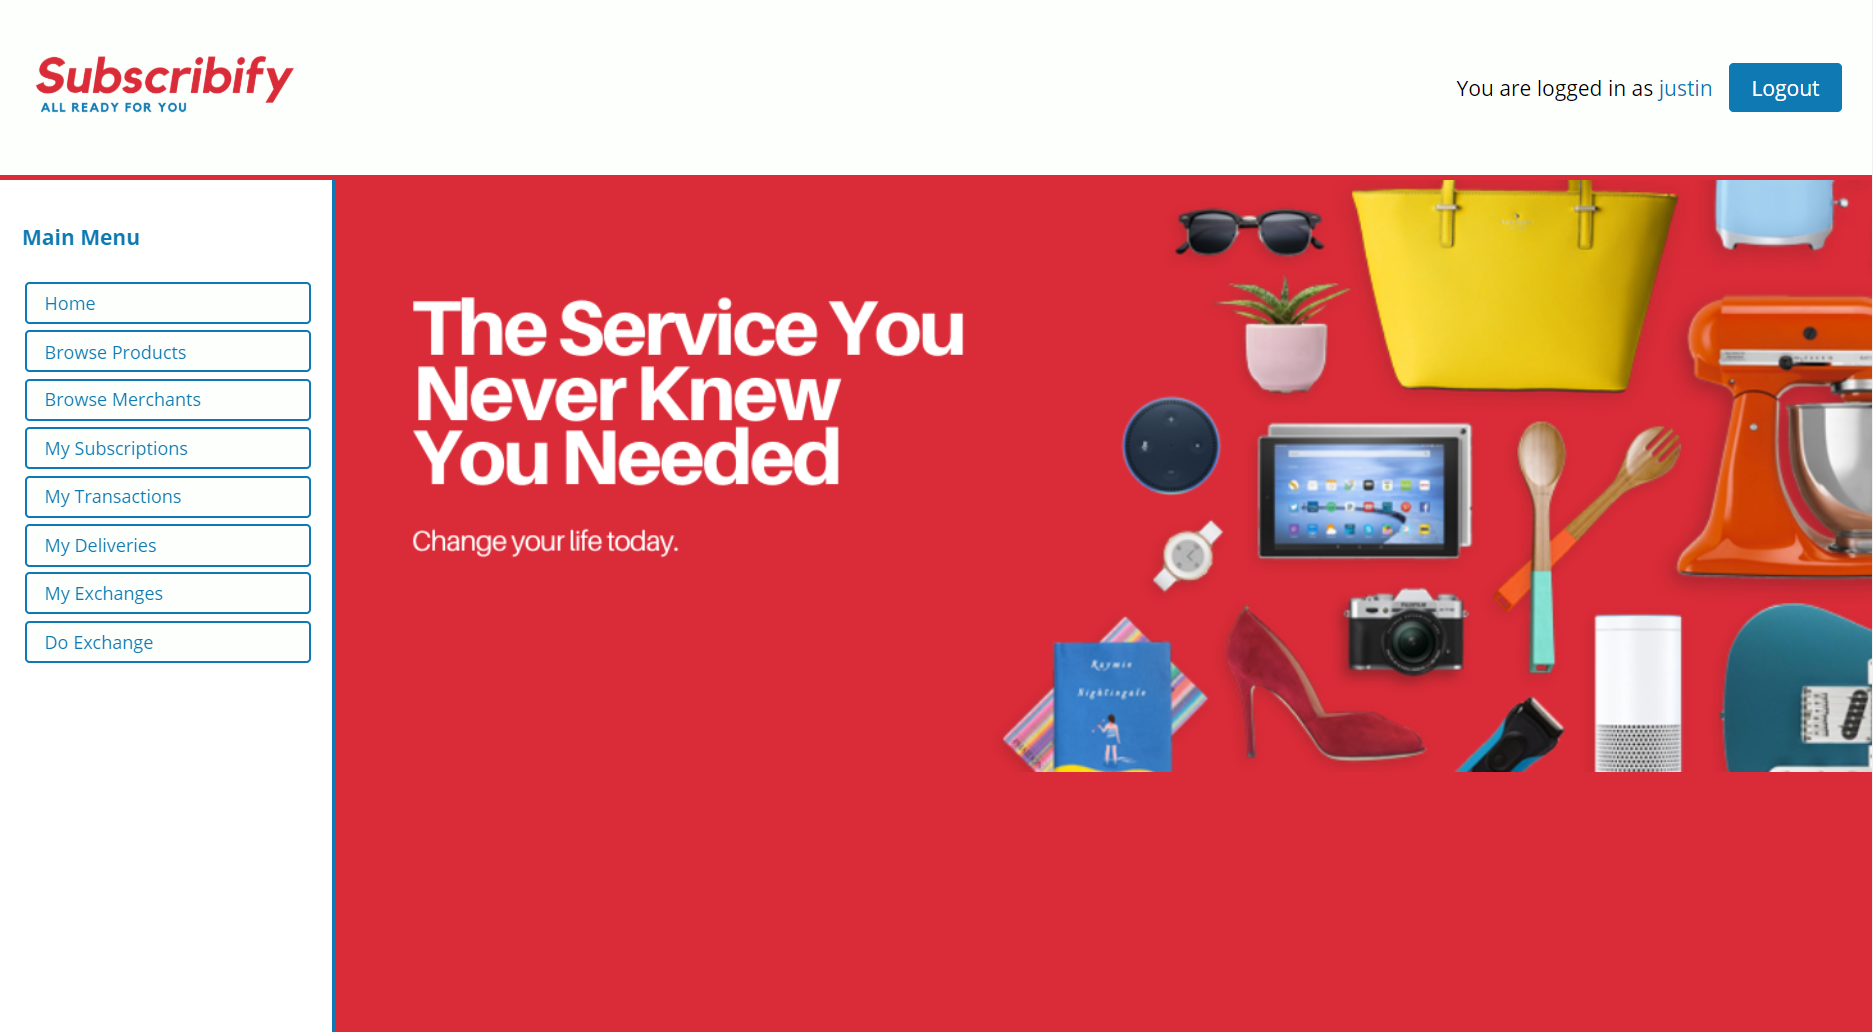 Subscribify
ALL READY FOR YOU
You are logged in as justin
Logout
Main Menu
Home
Browse Products
Browse Merchants
My Subscriptions
My Transactions
My Deliveries
My Exchanges
Do Exchange
The Service You
Never Knew
You Needed
Change your life today.
Raymie
Nightingale